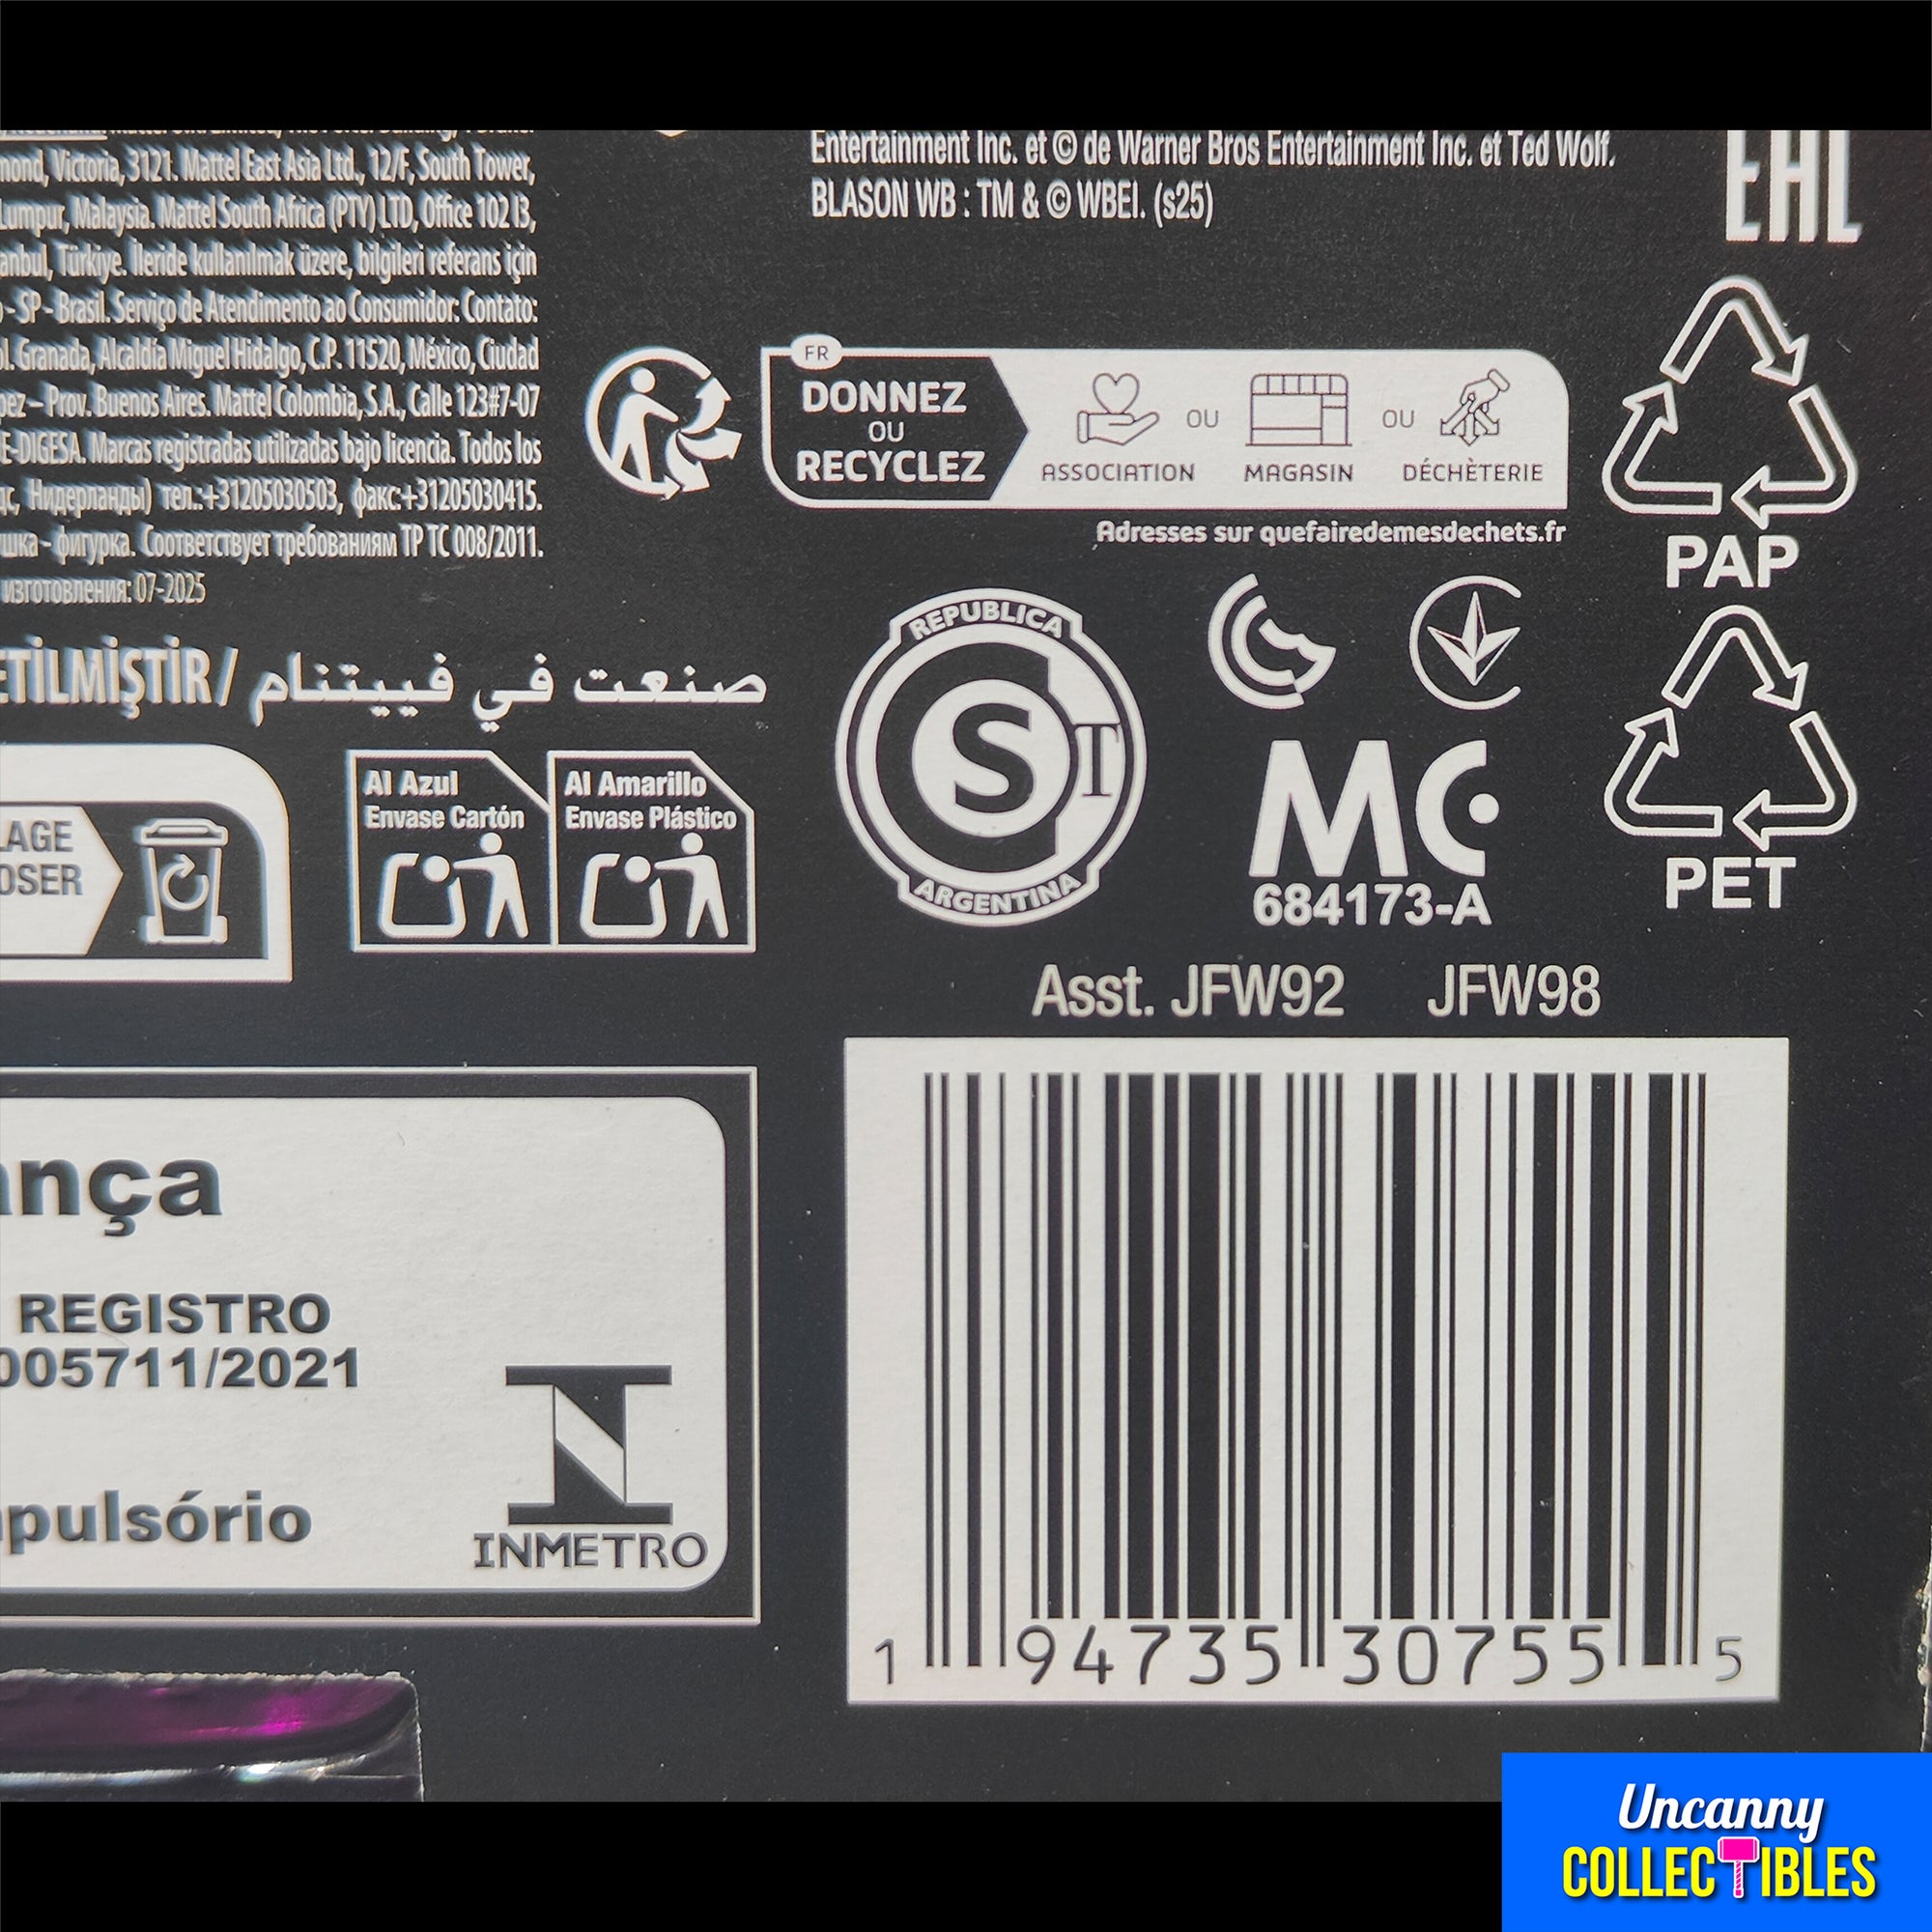 mond, Victoria, 3121. Mattel East Asia Ltd., 12/F, South Tower,
Lumpur, Malaysia. Mattel South Africa (PTY) LTD, Office 102 I3,
anbul, Türkiye. İleride kullanılmak üzere, bilgileri referans için
- SP - Brasil. Serviço de Atendimento ao Consumidor: Contato:
l. Granada, Alcaldía Miguel Hidalgo, C.P. 11520, México, Ciudad
pez – Prov. Buenos Aires. Mattel Colombia, S.A., Calle 123#7-07
E-DIGESA. Marcas registradas utilizadas bajo licencia. Todos los
дс, Нидерланды) тел.:+31205030503, факс:+31205030415.
шка - фигурка. Соответствует требованиям ТР ТС 008/2011.
изготовления: 07-2025
ETİLMİŞTİR / صنعت في فييتنام
Entertainment Inc. et © de Warner Bros Entertainment Inc. et Ted Wolf.
BLASON WB : TM & © WBEI. (s25)
EAC
FR
DONNEZ
OU
RECYCLEZ
ASSOCIATION OU MAGASIN OU DÉCHÈTERIE
Adresses sur quefairedemesdechets.fr
PAP
PET
REPUBLICA
S T
ARGENTINA
MC
684173-A
LAGE
OSER
Al Azul
Envase Cartón
Al Amarillo
Envase Plástico
Asst. JFW92 JFW98
1 94735 30755 5
ança
REGISTRO
005711/2021
pulsório
INMETRO
Uncanny
COLLECTIBLES